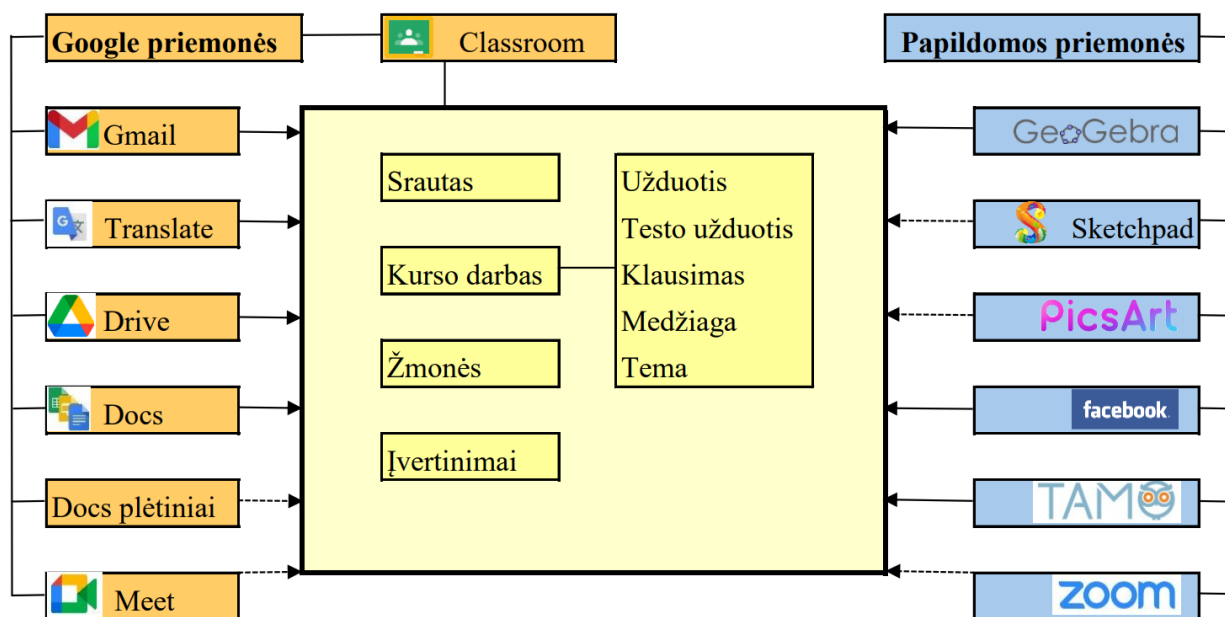 Google priemonės
Classroom
Papildomos priemonės
Gmail
Translate
Drive
Docs
Docs plėtiniai
Meet
Srautas
Kurso darbas
Žmonės
Įvertinimai
Užduotis
Testo užduotis
Klausimas
Medžiaga
Tema
GeoGebra
Sketchpad
PicsArt
facebook.
TAMO
zoom